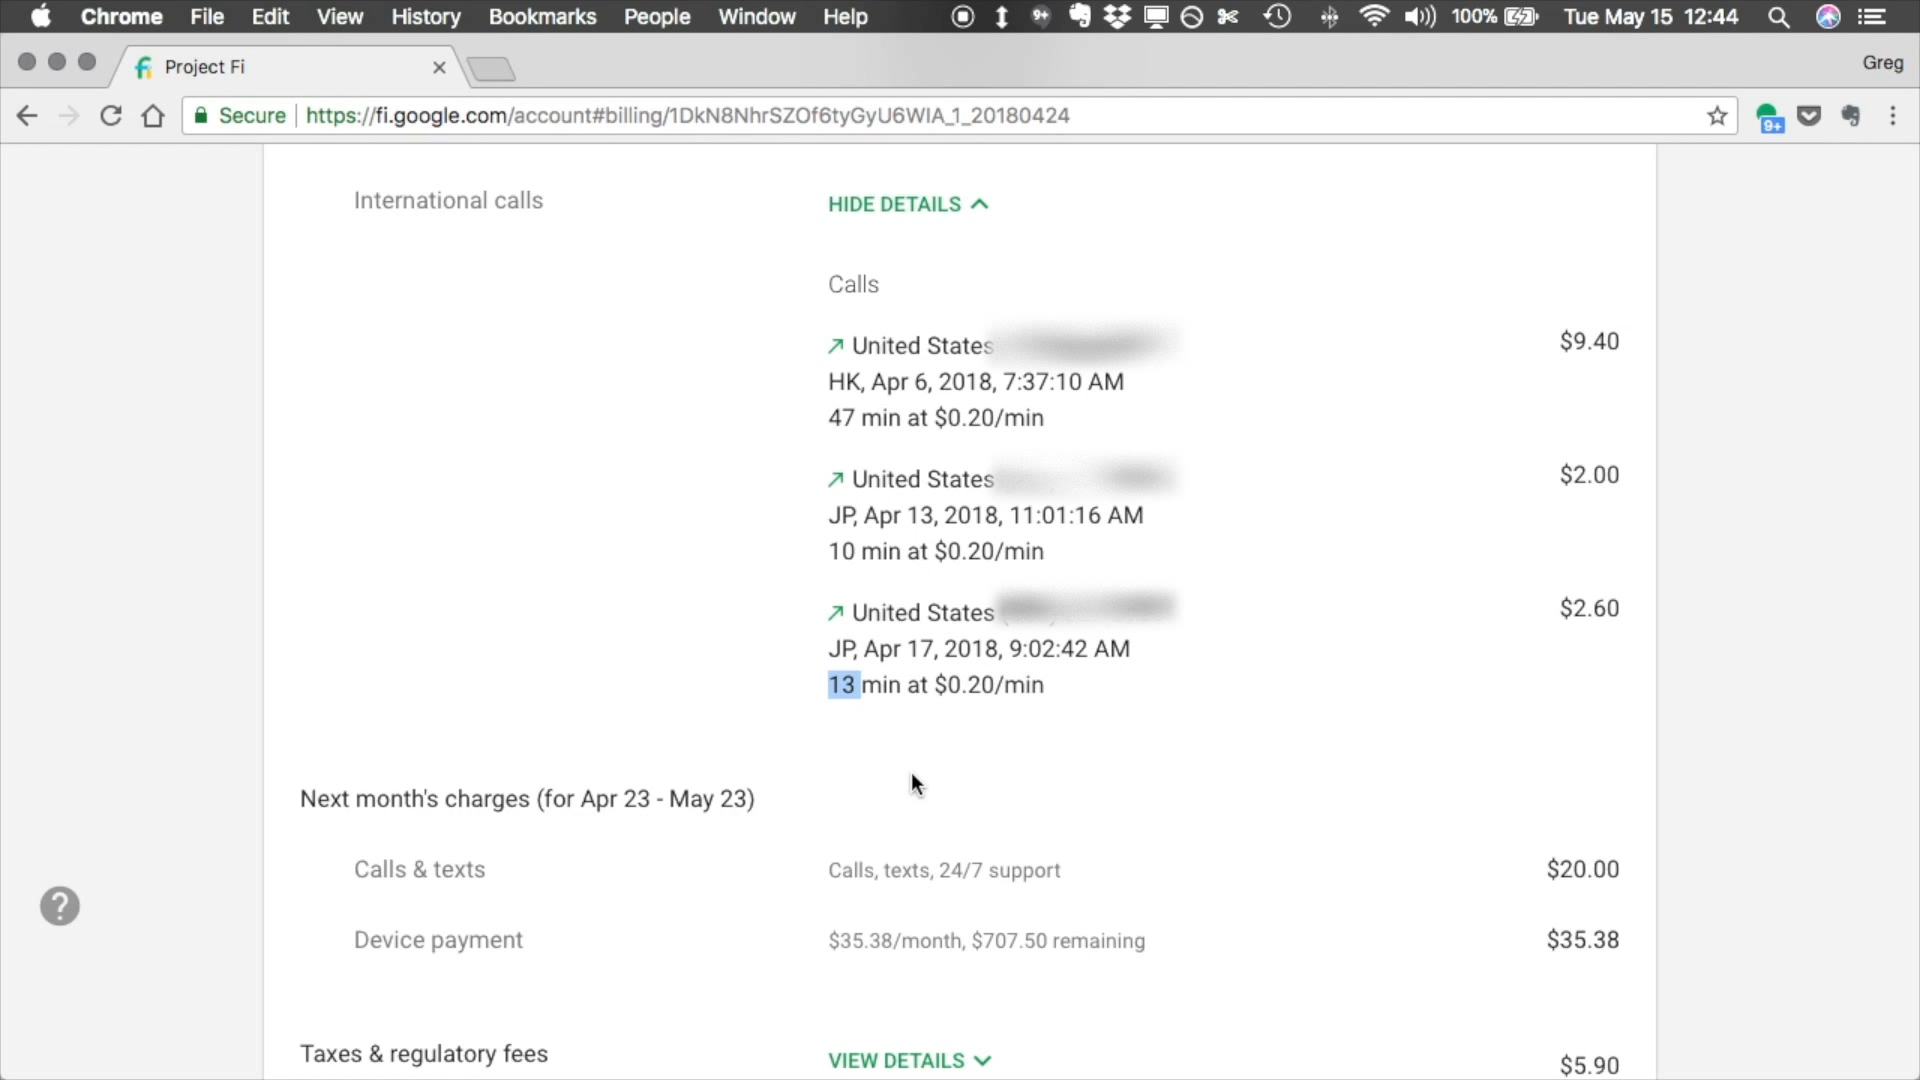 Chrome File Edit View History Bookmarks People Window Help 9+ 100% Tue May 15 12:44
Project Fi Greg
Secure https://fi.google.com/account#billing/1DkN8NhrSZOf6tyGyU6WIA_1_20180424 9+
International calls HIDE DETAILS
Calls
United States $9.40
HK, Apr 6, 2018, 7:37:10 AM
47 min at $0.20/min
United States $2.00
JP, Apr 13, 2018, 11:01:16 AM
10 min at $0.20/min
United States $2.60
JP, Apr 17, 2018, 9:02:42 AM
13 min at $0.20/min
Next month's charges (for Apr 23 - May 23)
Calls & texts Calls, texts, 24/7 support $20.00
Device payment $35.38/month, $707.50 remaining $35.38
Taxes & regulatory fees VIEW DETAILS $5.90